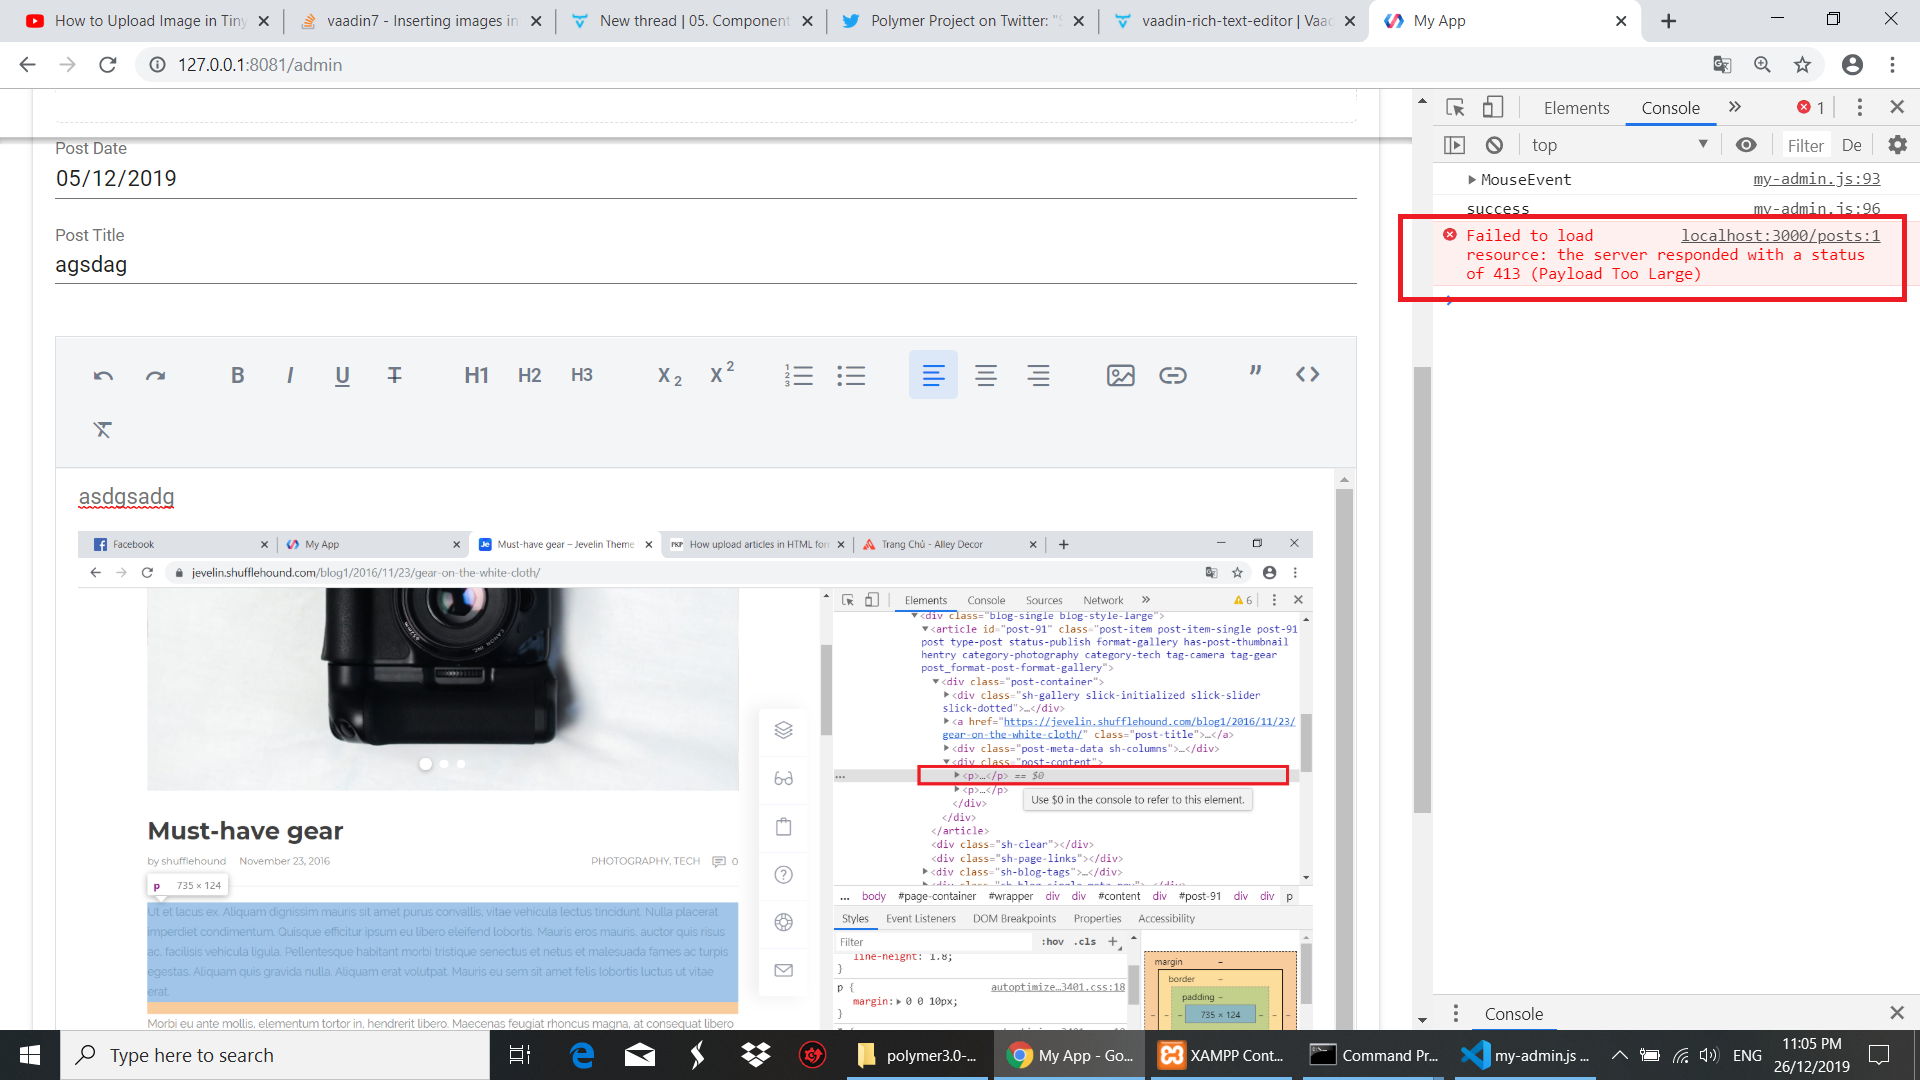 How to Upload Image in Tiny
vaadin7 - Inserting images in
New thread | 05. Component
Polymer Project on Twitter: "S
vaadin-rich-text-editor | Vaad
My App
127.0.0.1:8081/admin
Elements
Console
1
top
Filter
De
MouseEvent
my-admin.js:93
success
my-admin.js:96
Failed to load
localhost:3000/posts:1
resource: the server responded with a status
of 413 (Payload Too Large)
Post Date
05/12/2019
Post Title
agsdag
B I U T H1 H2 H3 X2 X2
asdgsadg
Facebook
My App
Must-have gear – Jevelin Theme
How upload articles in HTML for
Trang Chủ - Alley Decor
jevelin.shufflehound.com/blog1/2016/11/23/gear-on-the-white-cloth/
Elements
Console
Sources
Network
6
<div class="blog-single blog-style-large">
<article id="post-91" class="post-item post-item-single post-91
post type-post status-publish format-gallery has-post-thumbnail
hentry category-photography category-tech tag-camera tag-gear
post_format-post-format-gallery">
<div class="post-container">
<div class="sh-gallery slick-initialized slick-slider
slick-dotted">…</div>
<a href="https://jevelin.shufflehound.com/blog1/2016/11/23/
gear-on-the-white-cloth/" class="post-title">…</a>
<div class="post-meta-data sh-columns">…</div>
<div class="post-content">
<p>…</p> == $0
<p>…</p>
Use $0 in the console to refer to this element.
</div>
</div>
</article>
<div class="sh-clear"></div>
<div class="sh-page-links"></div>
<div class="sh-blog-tags">…</div>
... body #page-container #wrapper div div #content div #post-91 div div p
Styles
Event Listeners
DOM Breakpoints
Properties
Accessibility
Filter
:hov .cls +
line-height: 1.8;
}
p {
autoptimize…3401.css:18
margin: 0 0 10px;
}
margin –
border –
padding –
735 × 124
Must-have gear
by shufflehound November 23, 2016
PHOTOGRAPHY, TECH 0
p 735 × 124
Ut et lacus ex. Aliquam dignissim mauris sit amet purus convallis, vitae vehicula lectus tincidunt. Nulla placerat
imperdiet condimentum. Quisque efficitur ipsum eu libero eleifend lobortis. Mauris eros mauris, auctor quis risus
ac, facilisis vehicula ligula. Pellentesque habitant morbi tristique senectus et netus et malesuada fames ac turpis
egestas. Aliquam quis gravida nulla. Aliquam erat volutpat. Mauris eu sem sit amet felis lobortis luctus ut vitae
erat.
Morbi eu ante mollis, elementum tortor in, hendrerit libero. Maecenas feugiat rhoncus magna, at consequat libero
Console
Type here to search
polymer3.0-...
My App - Go...
XAMPP Cont...
Command Pr...
my-admin.js ...
ENG
11:05 PM
26/12/2019